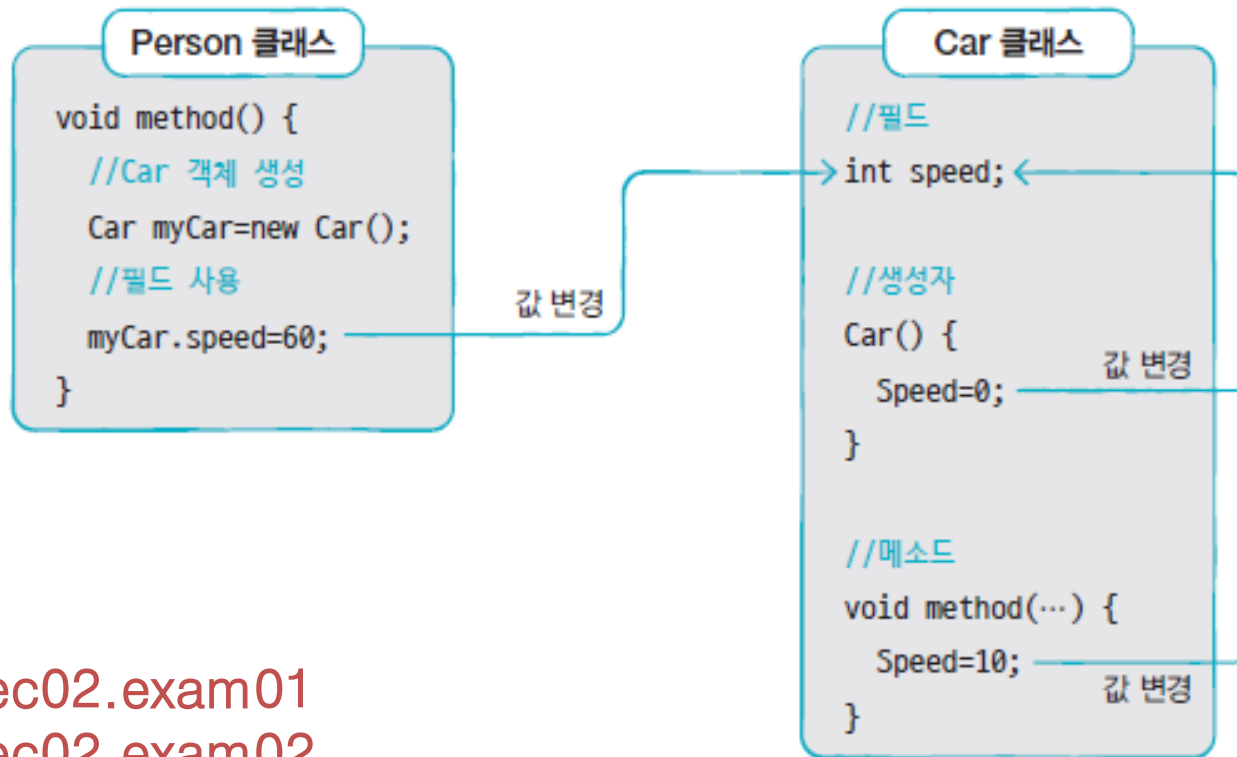 Person 클래스
void method() {
//Car 객체 생성
Car myCar=new Car();
//필드 사용
myCar.speed=60;
}
값 변경
Car 클래스
//필드
int speed;
//생성자
Car() {
Speed=0;
값 변경
}
//메소드
void method(…) {
Speed=10;
값 변경
}
ec02.exam01
ec02.exam02